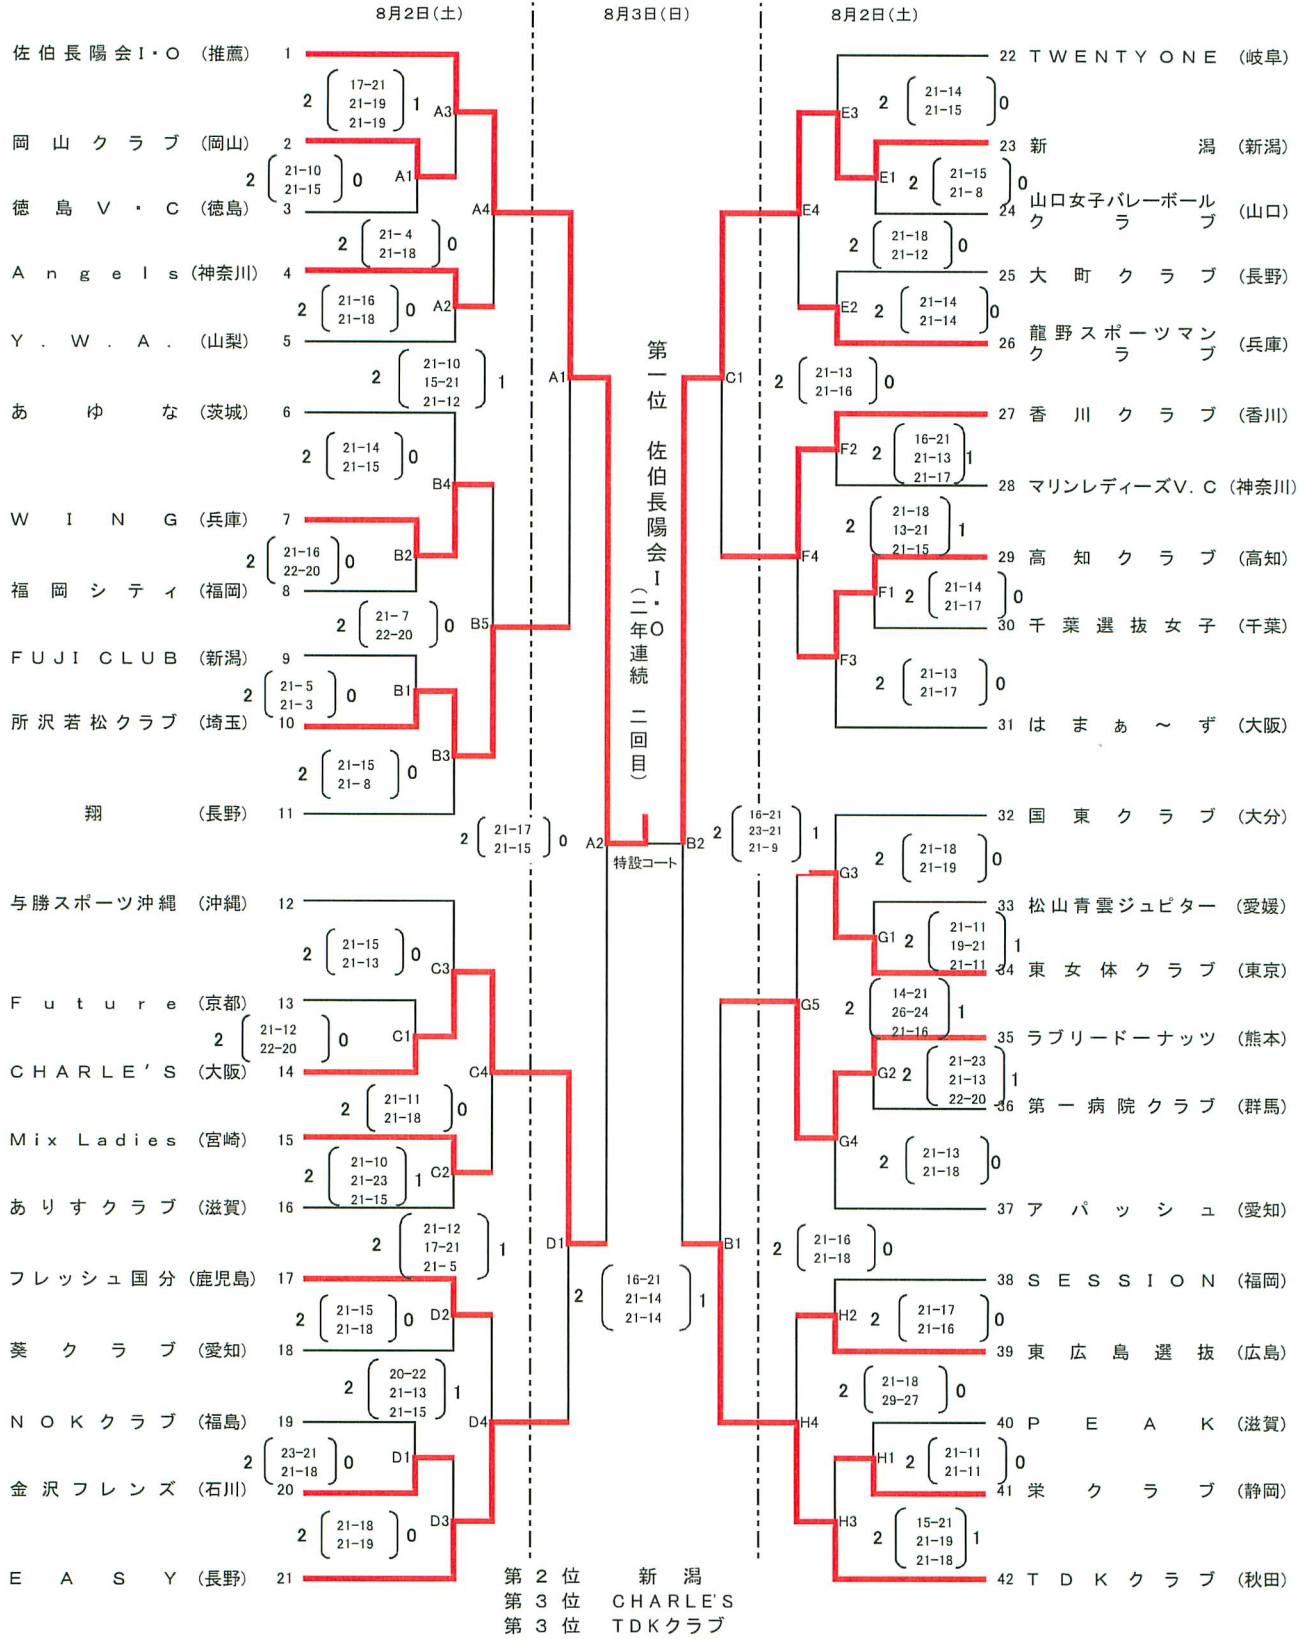 8月2日(土)
8月3日(日)
8月2日(土)
佐伯長陽会I・O (推薦) 1
2 17-21 21-19 21-19 1
A3
岡山クラブ (岡山) 2
2 21-10 21-15 0
A1
徳島V・C (徳島) 3
A4
2 21-4 21-18 0
Angels (神奈川) 4
2 21-16 21-18 0
A2
Y.W.A. (山梨) 5
2 21-10 15-21 21-12 1
A1
あゆな (茨城) 6
2 21-14 21-15 0
B4
WING (兵庫) 7
2 21-16 22-20 0
B2
福岡シティ (福岡) 8
2 21-7 22-20 0
B5
FUJI CLUB (新潟) 9
2 21-5 21-3 0
B1
所沢若松クラブ (埼玉) 10
2 21-15 21-8 0
B3
翔 (長野) 11
2 21-17 21-15 0
A2
与勝スポーツ沖縄 (沖縄) 12
2 21-15 21-13 0
C3
Future (京都) 13
2 21-12 22-20 0
C1
CHARLE'S (大阪) 14
C4
2 21-11 21-18 0
Mix Ladies (宮崎) 15
2 21-10 21-23 21-15 1
C2
ありすクラブ (滋賀) 16
2 21-12 17-21 21-5 1
D1
フレッシュ国分 (鹿児島) 17
2 21-15 21-18 0
D2
葵クラブ (愛知) 18
2 20-22 21-13 21-15 1
D4
NOKクラブ (福島) 19
2 23-21 21-18 0
D1
金沢フレンズ (石川) 20
2 21-18 21-19 0
D3
EASY (長野) 21
第一位 佐伯長陽会I・O
(二年連続 二回目)
特設コート
2 16-21 21-14 21-14 1
22 TWENTY ONE (岐阜)
E3
2 21-14 21-15 0
23 新潟 (新潟)
E1
2 21-15 21-8 0
24 山口女子バレーボールクラブ (山口)
E4
2 21-18 21-12 0
25 大町クラブ (長野)
E2
2 21-14 21-14 0
26 龍野スポーツマンクラブ (兵庫)
C1
2 21-13 21-16 0
27 香川クラブ (香川)
F2
2 16-21 21-13 21-17 1
28 マリンレディーズV.C (神奈川)
2 21-18 13-21 21-15 1
F4
29 高知クラブ (高知)
F1
2 21-14 21-17 0
30 千葉選抜女子 (千葉)
F3
2 21-13 21-17 0
31 はまぁ～ず (大阪)
B2
2 16-21 23-21 21-9 1
32 国東クラブ (大分)
G3
2 21-18 21-19 0
33 松山青雲ジュピター (愛媛)
G1
2 21-11 19-21 21-11 1
34 東女体クラブ (東京)
G5
2 14-21 26-24 21-16 1
35 ラブリードーナッツ (熊本)
G2
2 21-23 21-13 22-20 1
36 第一病院クラブ (群馬)
G4
2 21-13 21-18 0
37 アパッシュ (愛知)
B1
2 21-16 21-18 0
38 SESSION (福岡)
H2
2 21-17 21-16 0
39 東広島選抜 (広島)
2 21-18 29-27 0
H4
40 PEAK (滋賀)
H1
2 21-11 21-11 0
41 栄クラブ (静岡)
H3
2 15-21 21-19 21-18 1
42 TDKクラブ (秋田)
第2位 新潟
第3位 CHARLE'S
第3位 TDKクラブ